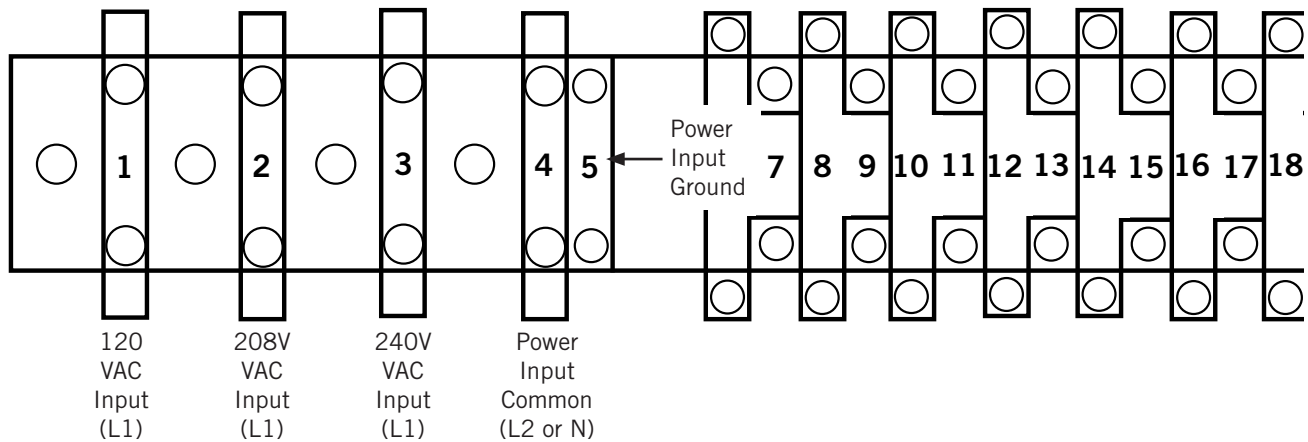 Power
Input
Ground
1 2 3 4 5 7 8 9 10 11 12 13 14 15 16 17 18
120
VAC
Input
(L1)
208V
VAC
Input
(L1)
240V
VAC
Input
(L1)
Power
Input
Common
(L2 or N)